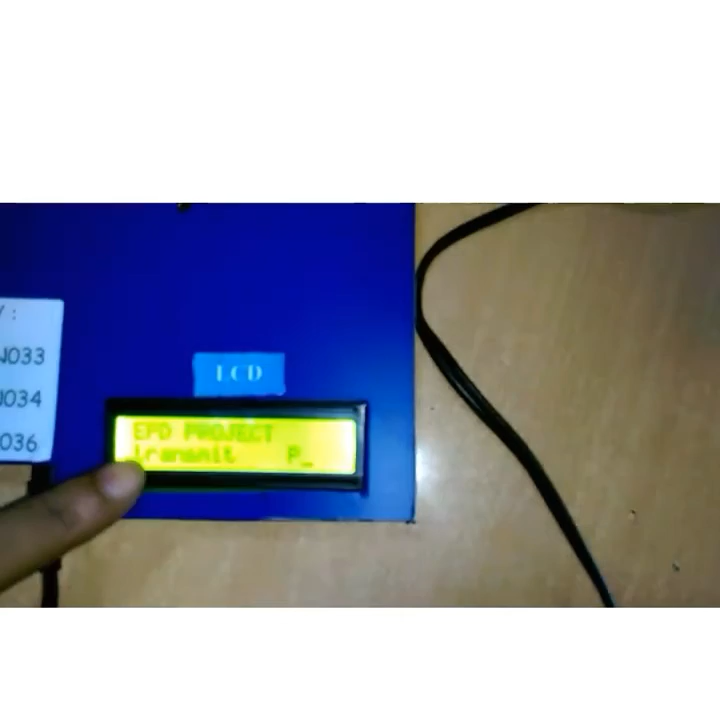 Y:
N033
N034
036
LCD
EPD PROJECT
transmit P_